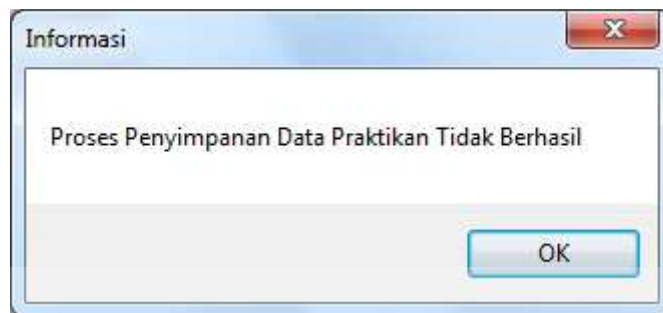 Informasi
Proses Penyimpanan Data Praktikan Tidak Berhasil
OK